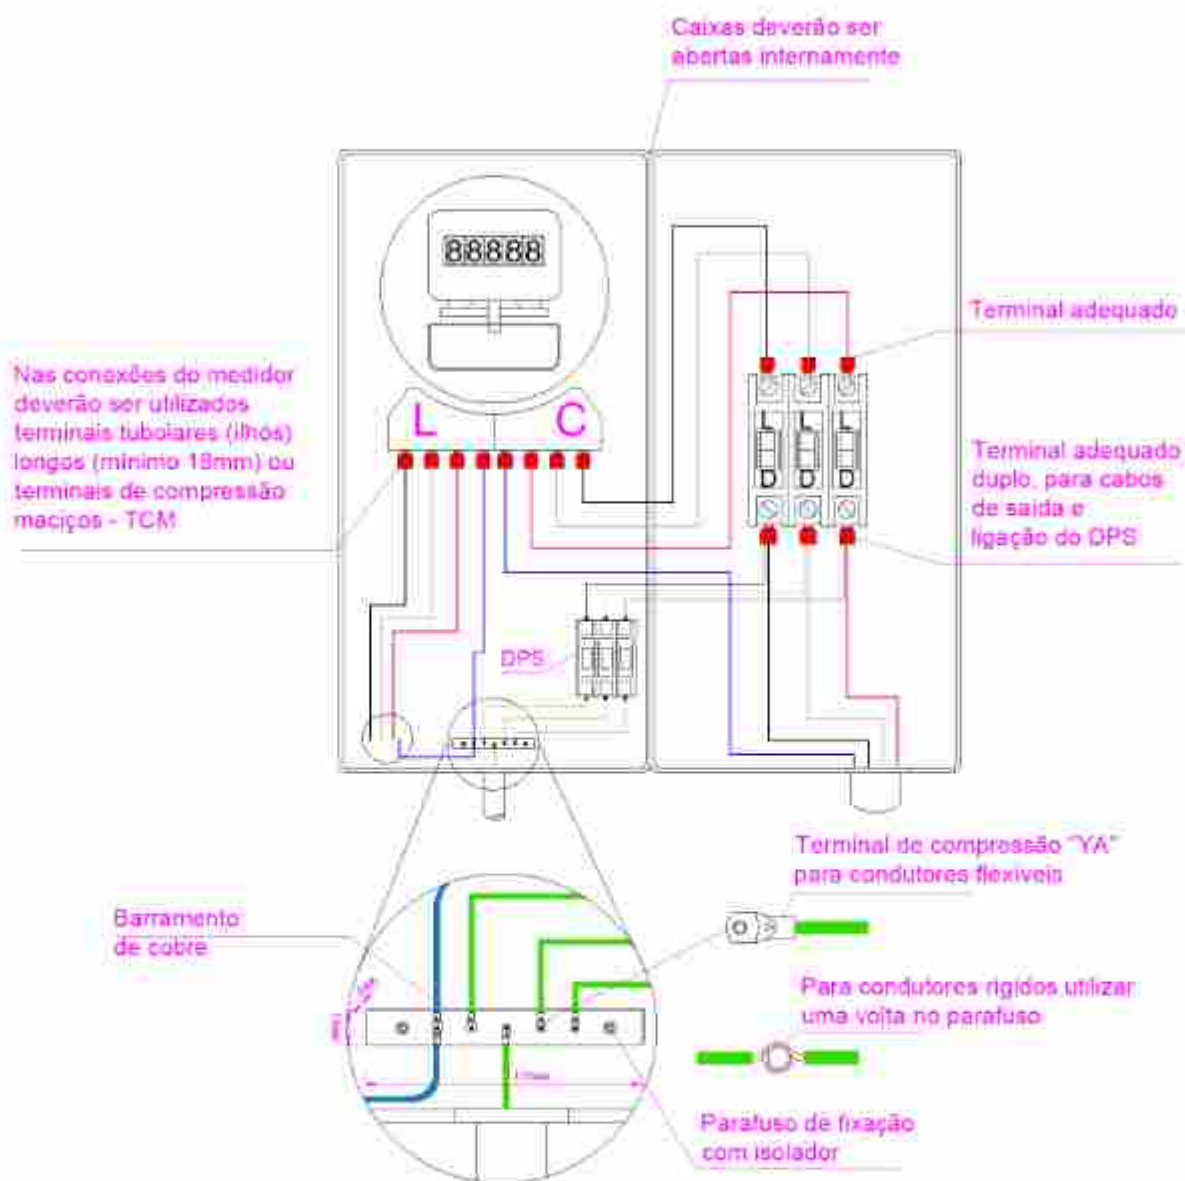 Caixas deverão ser
abertas internamente
88888
Terminal adequado
Nas conexões do medidor
deverão ser utilizados
terminais tubolares (ilhós)
longos (mínimo 18mm) ou
terminais de compressão
maciços - TCM
L
C
L
L
L
D
D
D
Terminal adequado
duplo, para cabos
de saída e
ligação do DPS
DPS
Terminal de compressão "YA"
para condutores flexíveis
Barramento
de cobre
Para condutores rígidos utilizar
uma volta no parafuso
Parafuso de fixação
com isolador